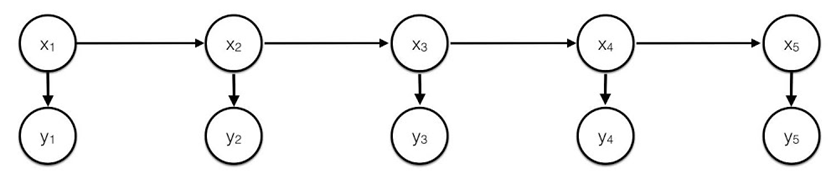 x₁ x₂ x₃ x₄ x₅
y₁ y₂ y₃ y₄ y₅